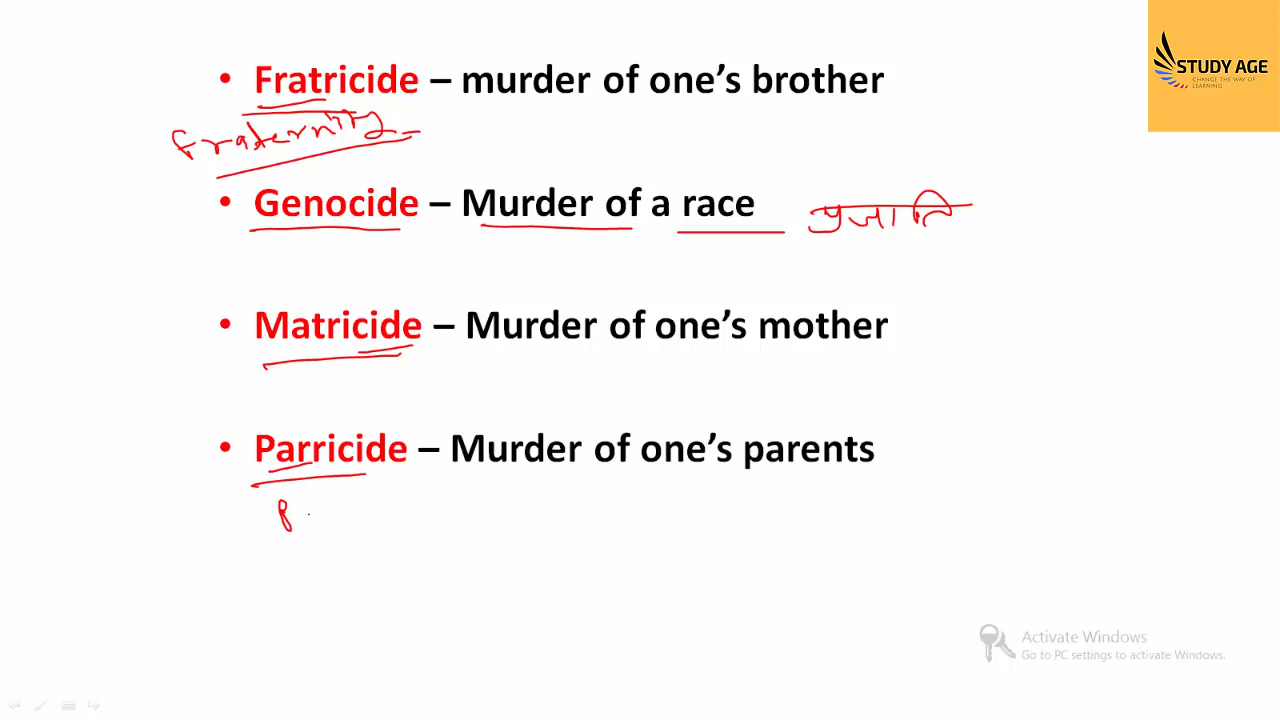 STUDY AGE
CHANGE THE WAY OF
LEARNING
• Fratricide – murder of one’s brother
Fraternity
• Genocide – Murder of a race प्रजाति
• Matricide – Murder of one’s mother
• Parricide – Murder of one’s parents
Activate Windows
Go to PC settings to activate Windows.